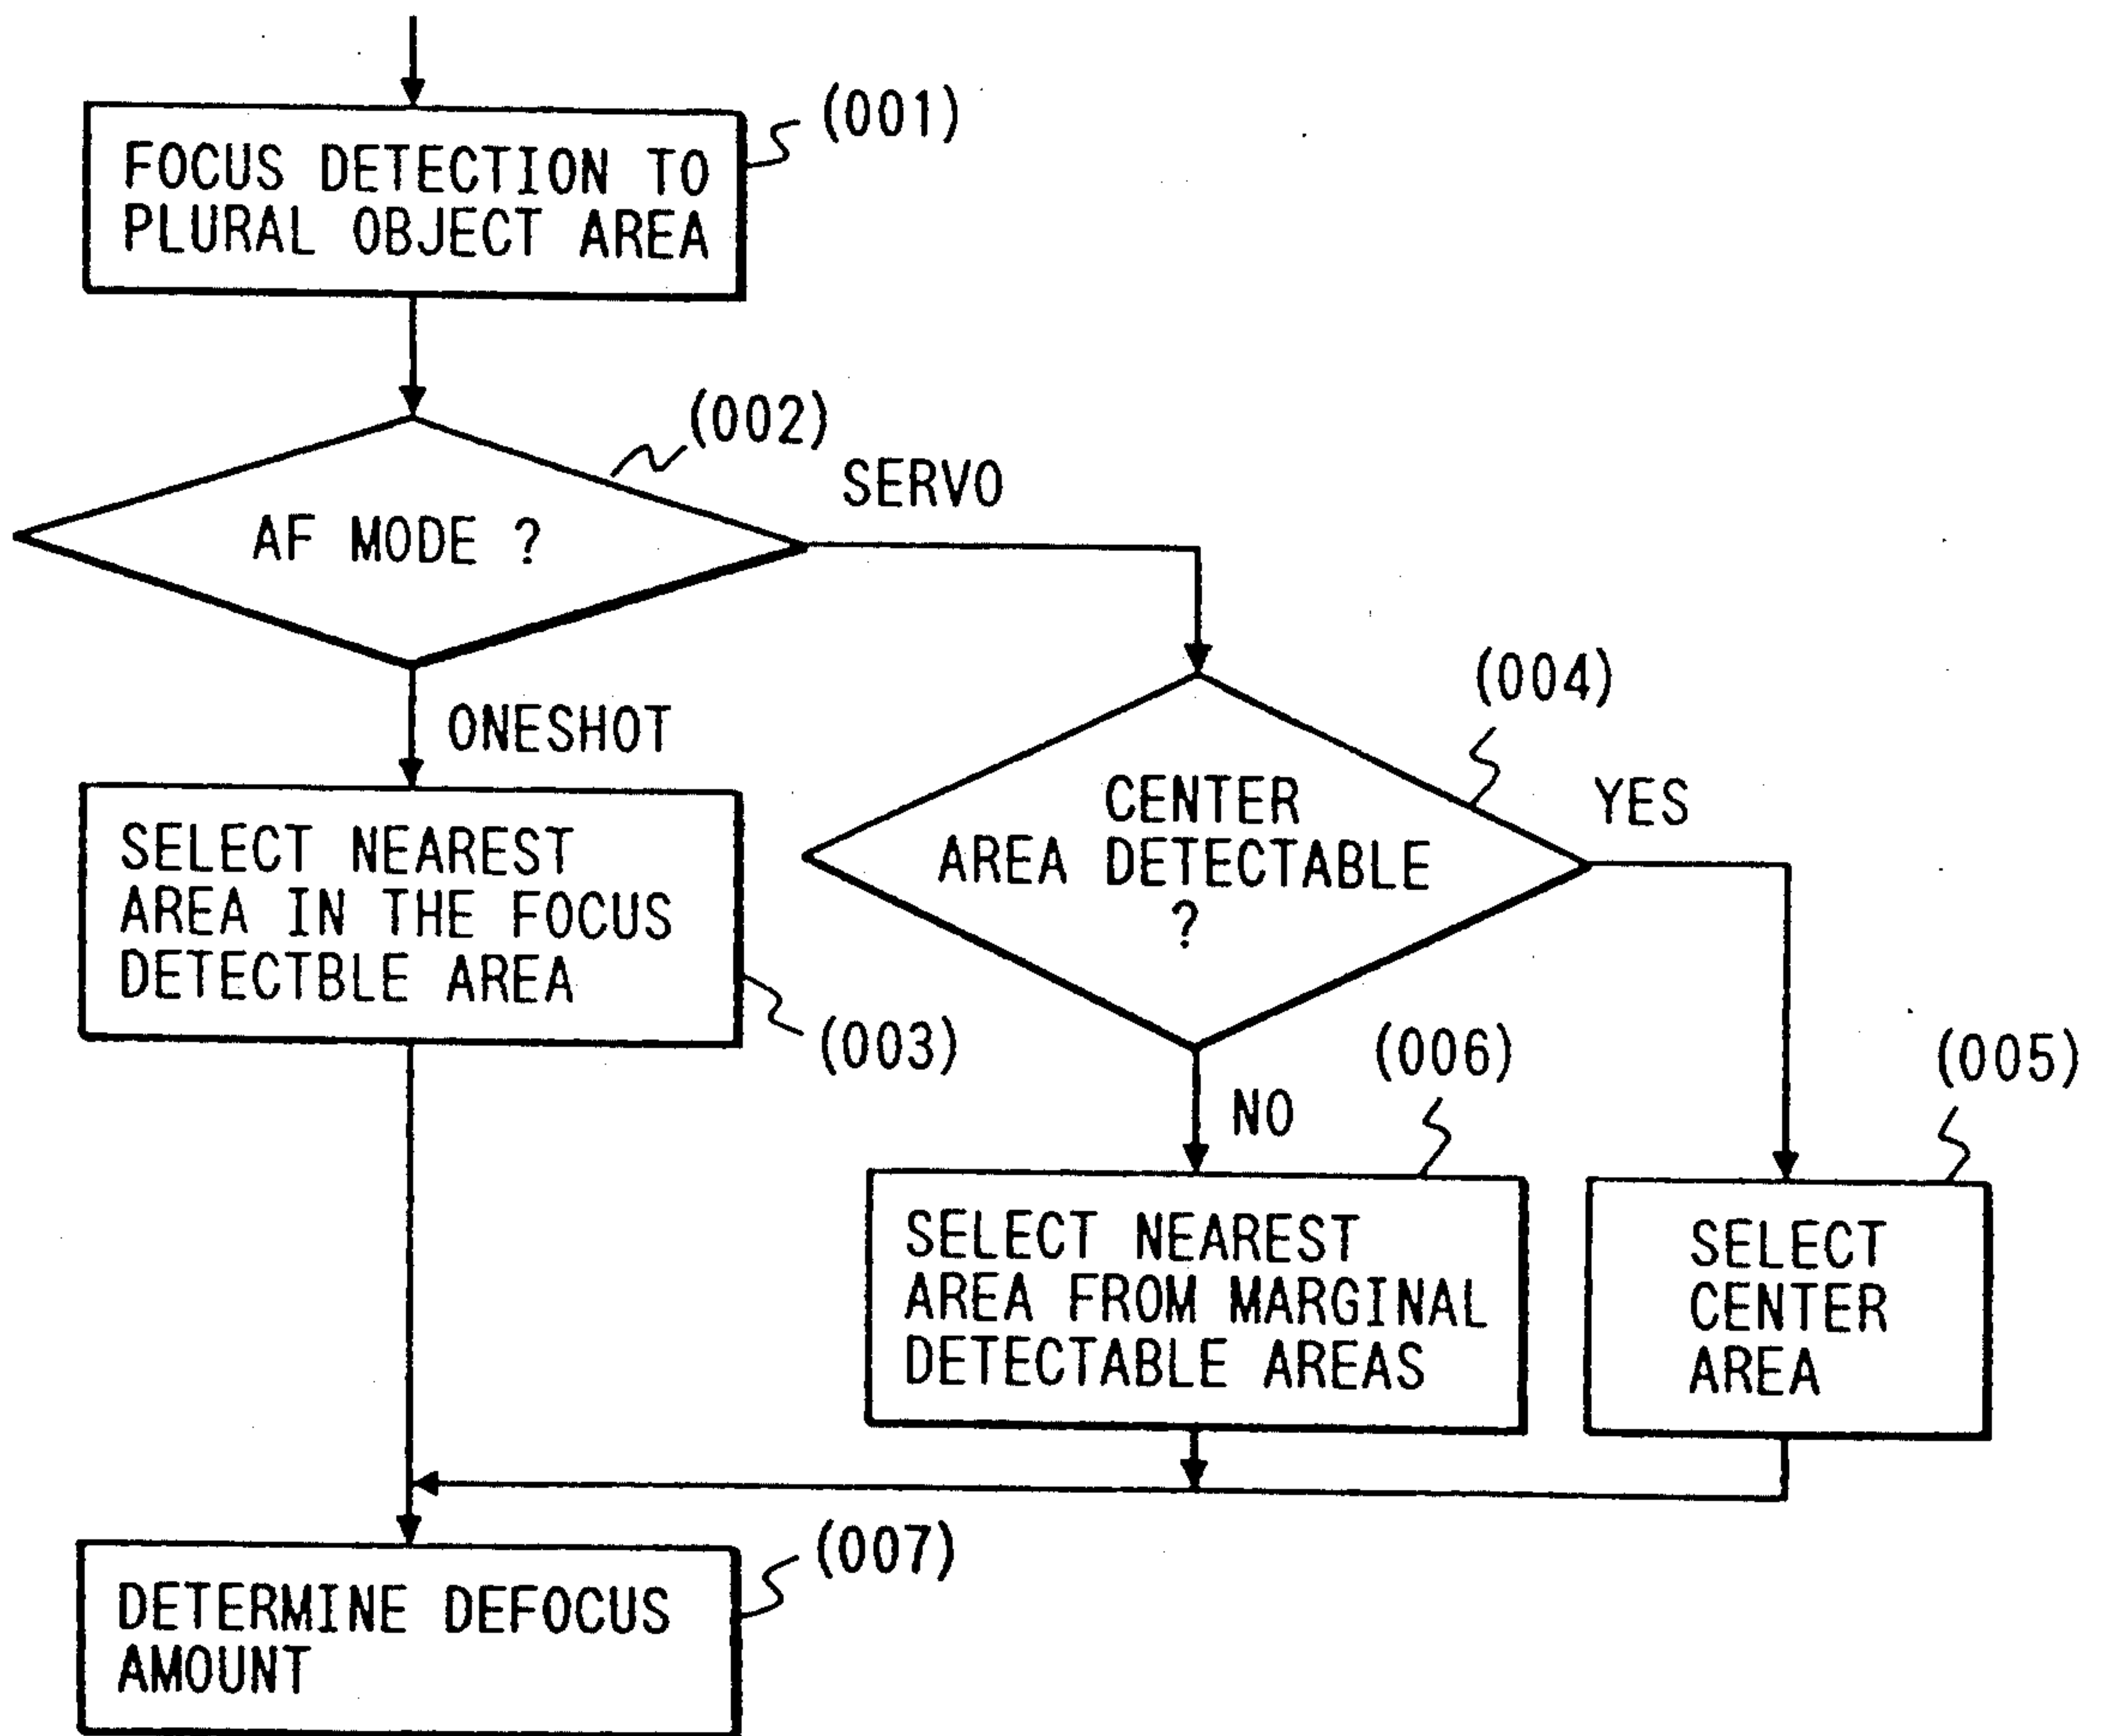 (001)
FOCUS DETECTION TO
PLURAL OBJECT AREA
(002)
SERVO
AF MODE ?
ONESHOT
(004)
YES
CENTER
AREA DETECTABLE
?
SELECT NEAREST
AREA IN THE FOCUS
DETECTBLE AREA
(003)
(006)
(005)
NO
SELECT NEAREST
AREA FROM MARGINAL
DETECTABLE AREAS
SELECT
CENTER
AREA
(007)
DETERMINE DEFOCUS
AMOUNT